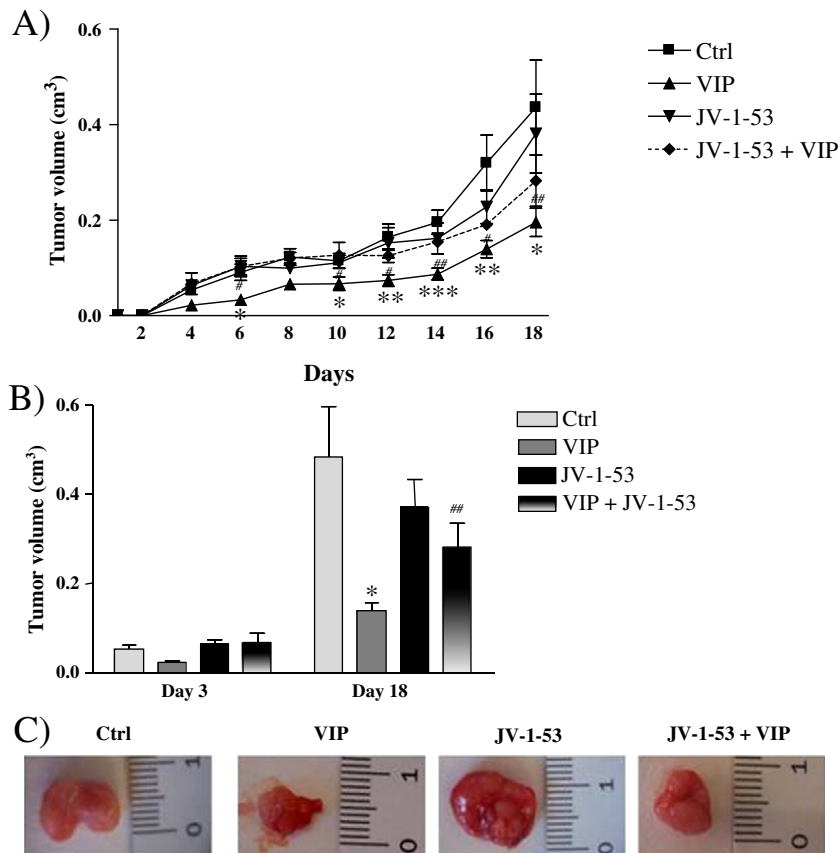 A)
Tumor volume (cm³)
0.6
0.4
0.2
0.0
Ctrl
VIP
JV-1-53
JV-1-53 + VIP
#
#
#
##
#
##
*
*
**
***
**
*
2 4 6 8 10 12 14 16 18
Days
B)
Tumor volume (cm³)
0.6
0.4
0.2
0.0
Ctrl
VIP
JV-1-53
VIP + JV-1-53
*
##
Day 3 Day 18
C)
Ctrl VIP JV-1-53 JV-1-53 + VIP
1 1 1 1
0 0 0 0